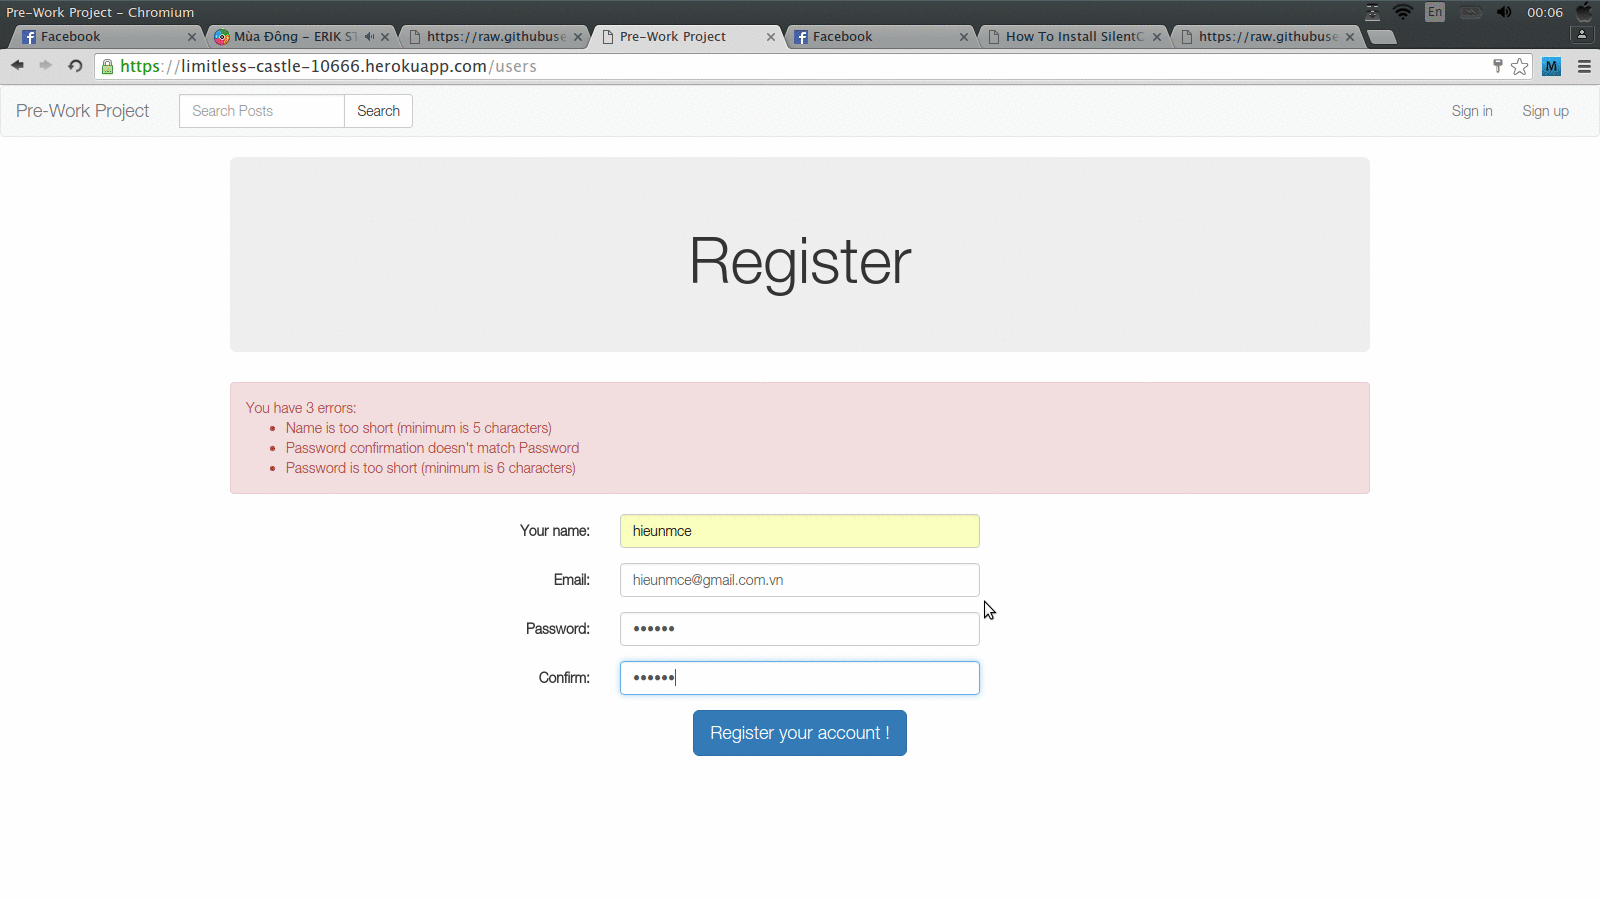 Pre-Work Project - Chromium
En
00:06
Facebook
Mùa Đông - ERIK ST
https://raw.githubuse
Pre-Work Project
Facebook
How To Install SilentC
https://raw.githubuse
https://limitless-castle-10666.herokuapp.com/users
M
Pre-Work Project
Search Posts
Search
Sign in
Sign up
Register
You have 3 errors:
Name is too short (minimum is 5 characters)
Password confirmation doesn't match Password
Password is too short (minimum is 6 characters)
Your name:
hieunmce
Email:
hieunmce@gmail.com.vn
Password:
••••••
Confirm:
••••••
Register your account !